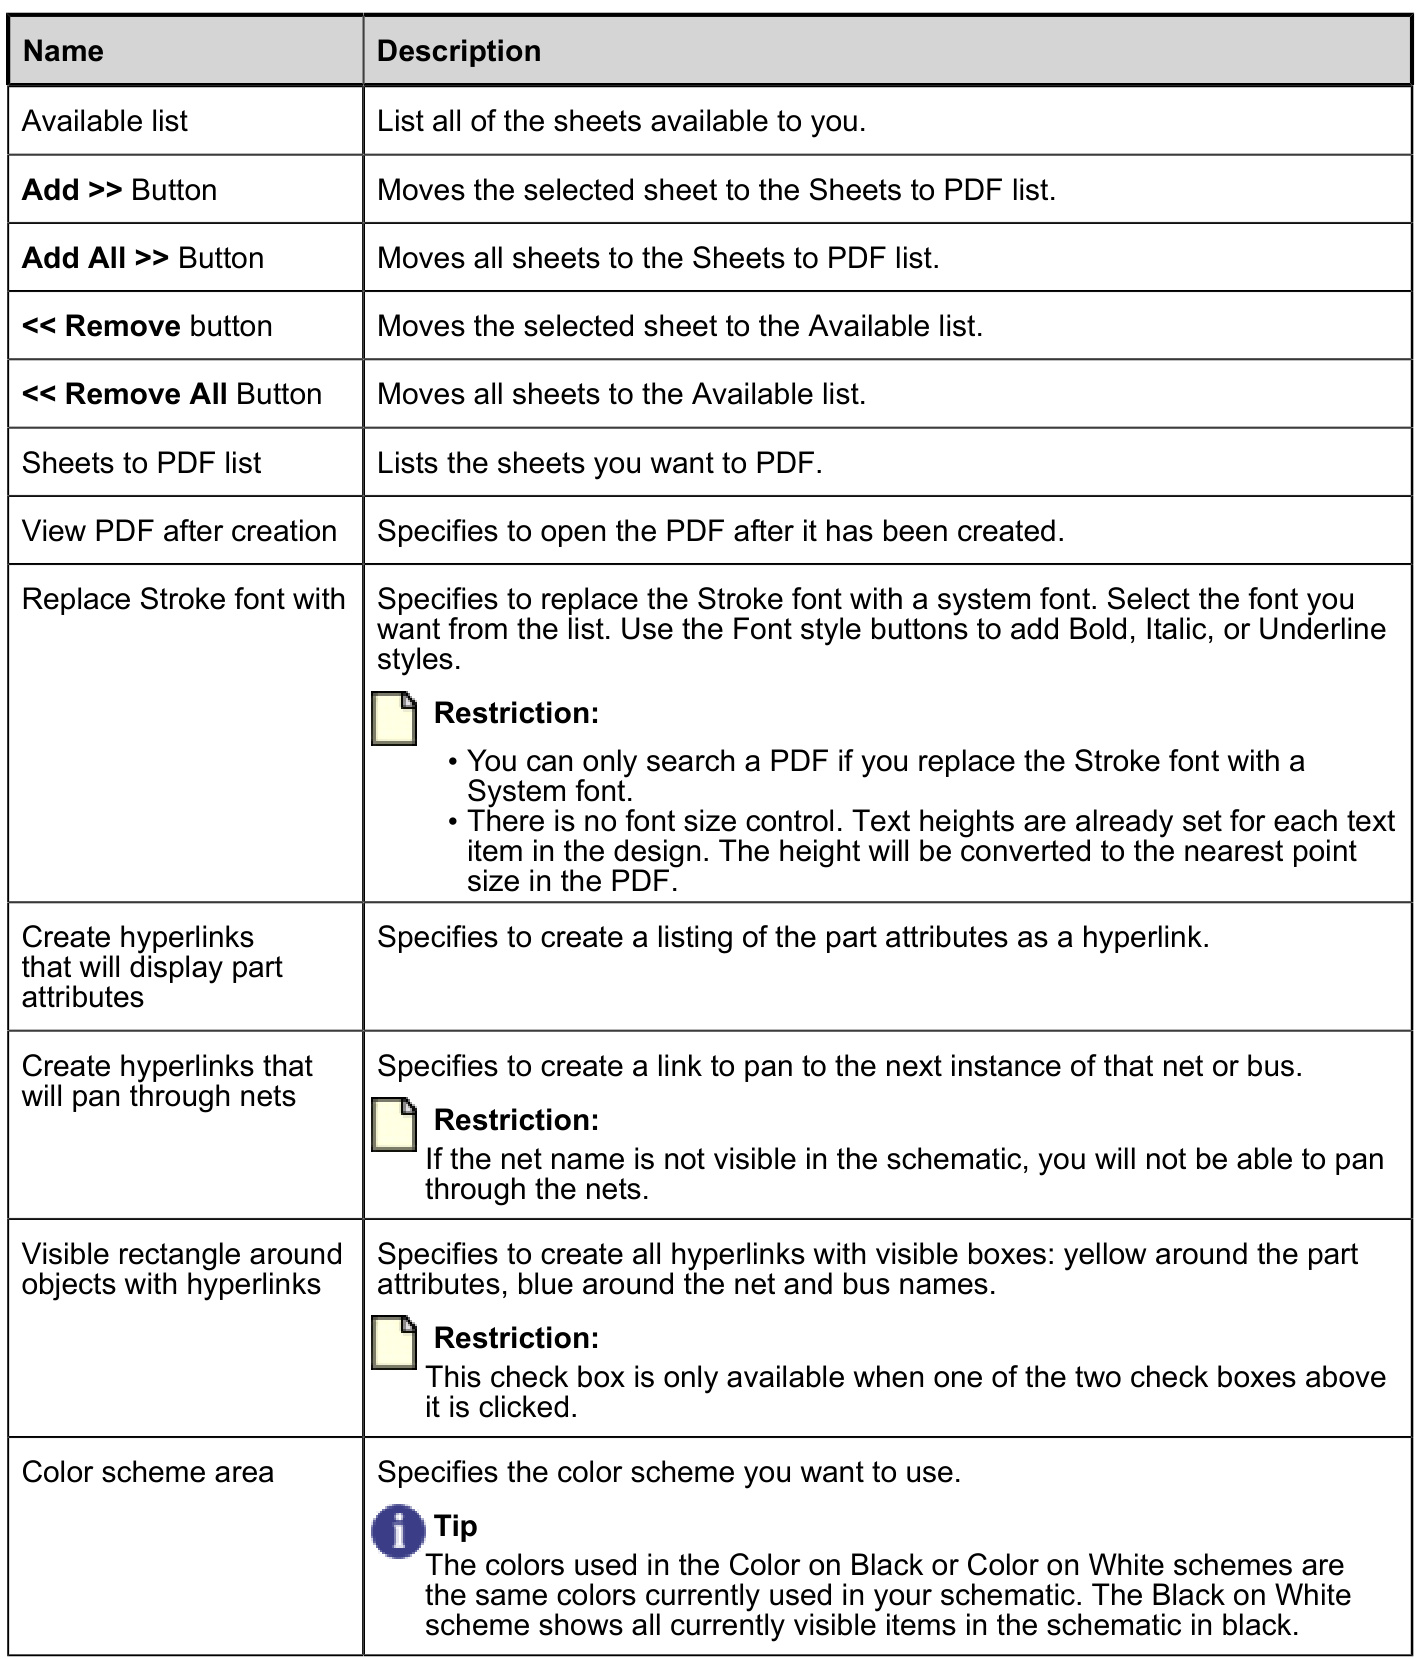 Name
Description
Available list
List all of the sheets available to you.
Add >> Button
Moves the selected sheet to the Sheets to PDF list.
Add All >> Button
Moves all sheets to the Sheets to PDF list.
<< Remove button
Moves the selected sheet to the Available list.
<< Remove All Button
Moves all sheets to the Available list.
Sheets to PDF list
Lists the sheets you want to PDF.
View PDF after creation
Specifies to open the PDF after it has been created.
Replace Stroke font with
Specifies to replace the Stroke font with a system font. Select the font you
want from the list. Use the Font style buttons to add Bold, Italic, or Underline
styles.
Restriction:
• You can only search a PDF if you replace the Stroke font with a
System font.
• There is no font size control. Text heights are already set for each text
item in the design. The height will be converted to the nearest point
size in the PDF.
Create hyperlinks
that will display part
attributes
Specifies to create a listing of the part attributes as a hyperlink.
Create hyperlinks that
will pan through nets
Specifies to create a link to pan to the next instance of that net or bus.
Restriction:
If the net name is not visible in the schematic, you will not be able to pan
through the nets.
Visible rectangle around
objects with hyperlinks
Specifies to create all hyperlinks with visible boxes: yellow around the part
attributes, blue around the net and bus names.
Restriction:
This check box is only available when one of the two check boxes above
it is clicked.
Color scheme area
Specifies the color scheme you want to use.
i Tip
The colors used in the Color on Black or Color on White schemes are
the same colors currently used in your schematic. The Black on White
scheme shows all currently visible items in the schematic in black.